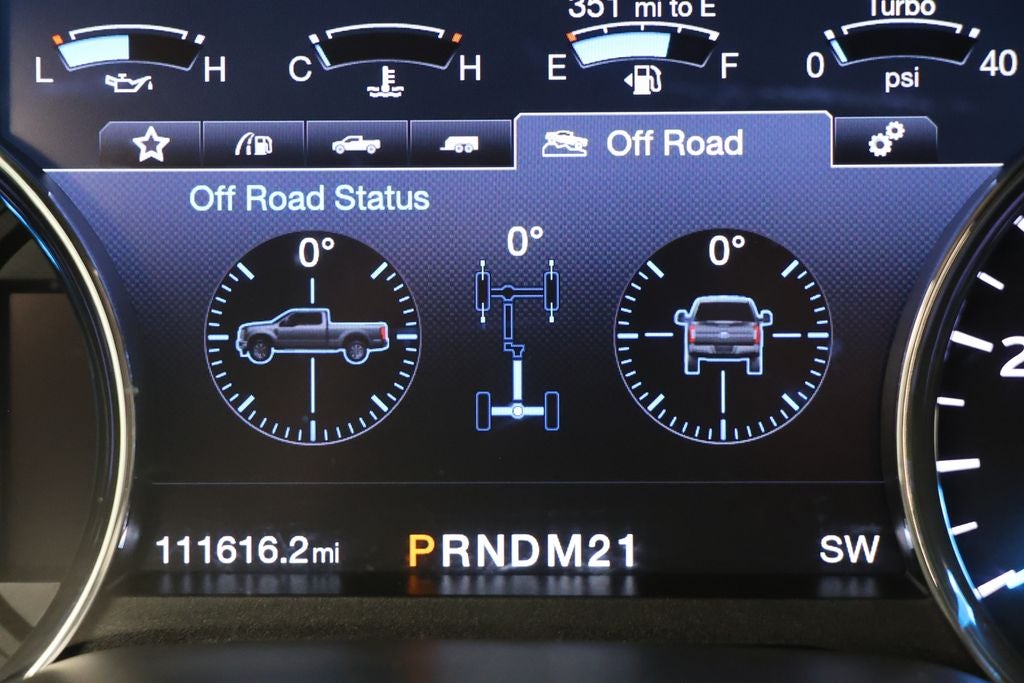 351 mi to E
Turbo
L H C H E F 0 40
psi
Off Road
Off Road Status
0° 0° 0°
2
111616.2mi PRNDM21 SW